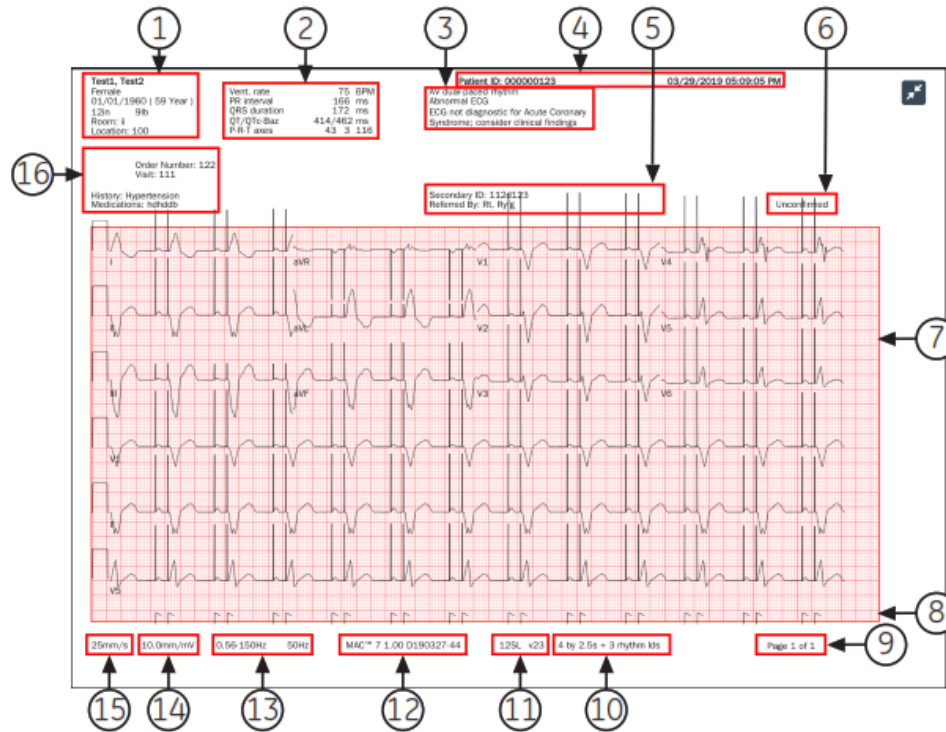 1 2 3 4 5 6
Test1, Test2
Female
01/01/1960 ( 59 Year )
12in 9lb
Room: ii
Location: 100
Vent. rate 75 BPM
PR interval 166 ms
QRS duration 172 ms
QT/QTc-Baz 414/462 ms
P-R-T axes 43 3 116
Patient ID: 000000123 03/29/2019 05:09:05 PM
AV dual-paced rhythm
Abnormal ECG
ECG not diagnostic for Acute Coronary
Syndrome; consider clinical findings
16
Order Number: 122
Visit: 111
History: Hypertension
Medications: hdhddb
Secondary ID: 112d123
Referred By: Rt,
Unconfirmed
I aVR V1 V4
II aVL V2 V5
7
III aVF V3 V6
V1
II
V5
8
25mm/s 10.0mm/mV 0.56-150Hz 50Hz MAC™ 7 1.00 D190327-44 12SL v23 4 by 2.5s + 3 rhythm lds Page 1 of 1
9
15 14 13 12 11 10